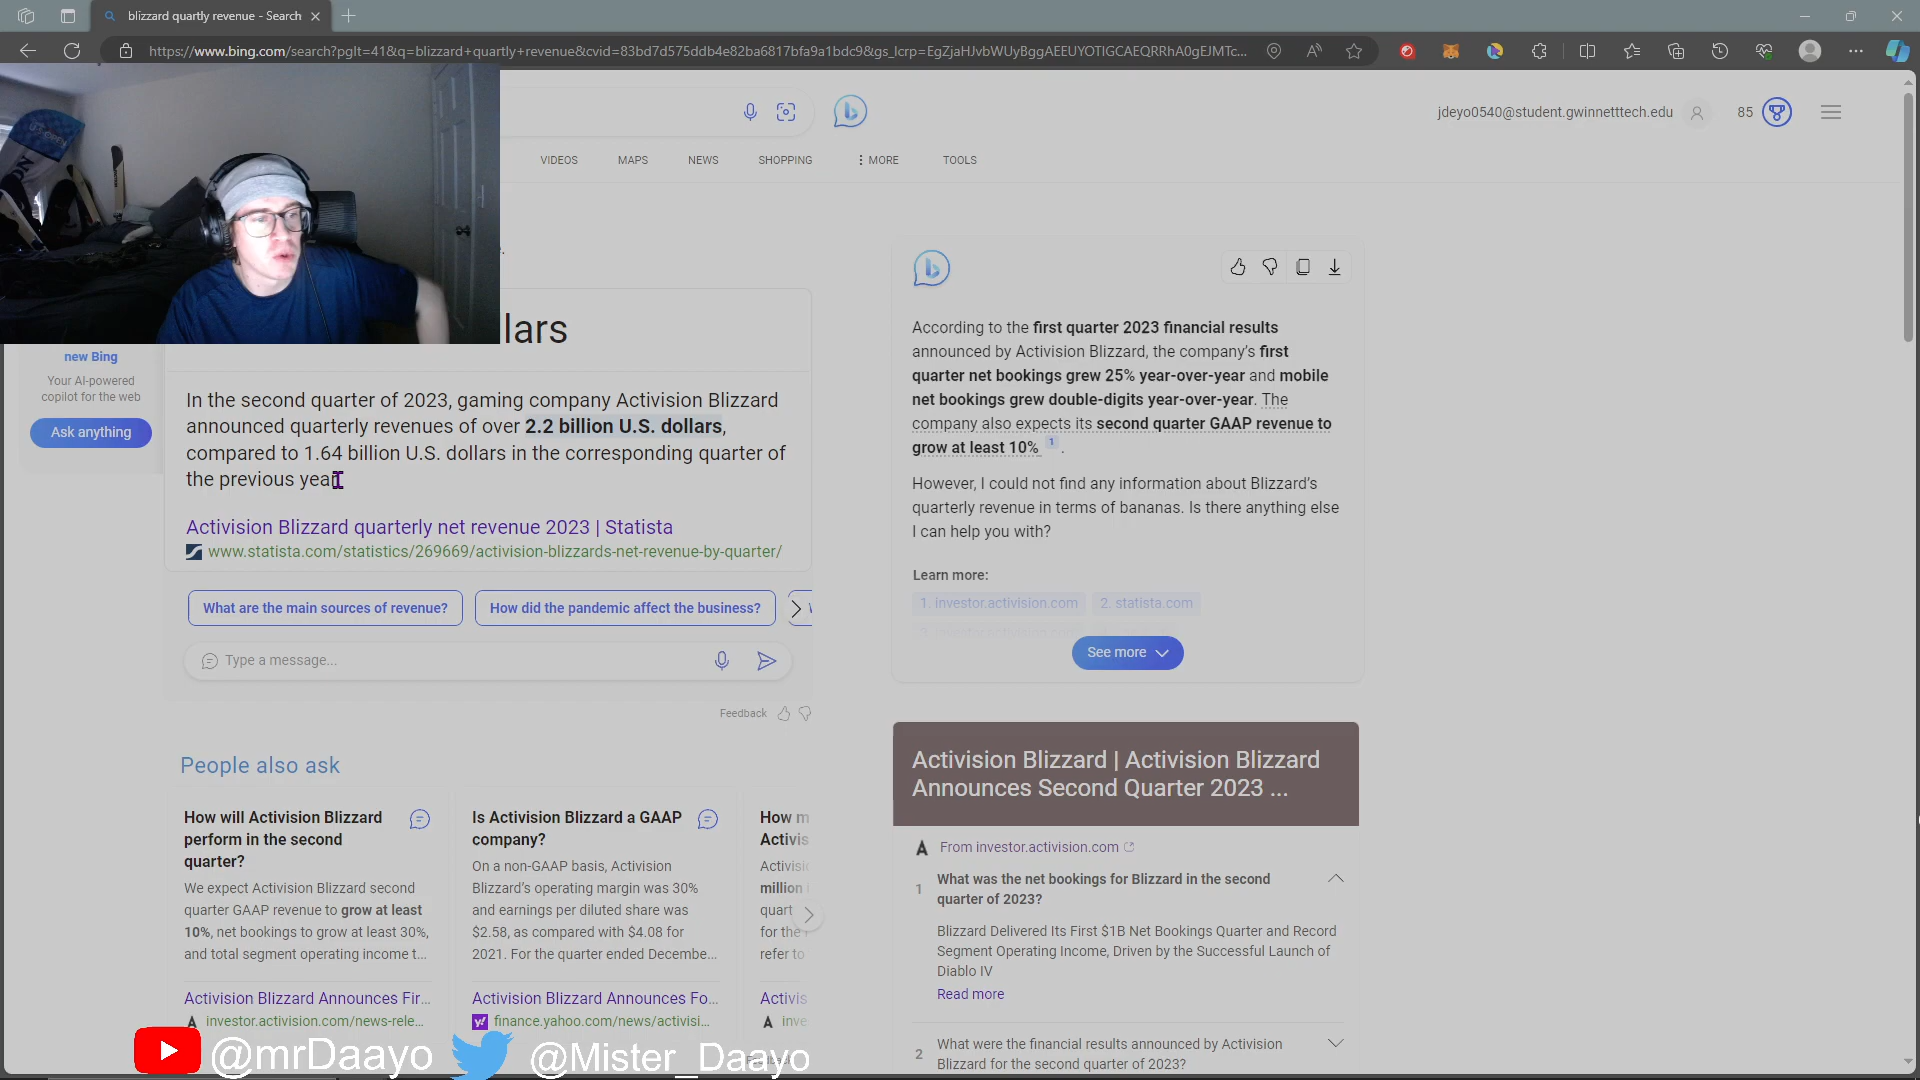 blizzard quartly revenue - Search
https://www.bing.com/search?pglt=41&q=blizzard+quartly+revenue&cvid=83bd7d575ddb4e82ba6817bfa9a1bdc9&gs_lcrp=EgZjaHJvbWUyBggAEEUYOTIGCAEQRRhA0gEJMTc...
jdeyo0540@student.gwinnetttech.edu
85
VIDEOS
MAPS
NEWS
SHOPPING
MORE
TOOLS
lars
new Bing
Your AI-powered
copilot for the web
Ask anything
In the second quarter of 2023, gaming company Activision Blizzard
announced quarterly revenues of over 2.2 billion U.S. dollars,
compared to 1.64 billion U.S. dollars in the corresponding quarter of
the previous year
Activision Blizzard quarterly net revenue 2023 | Statista
www.statista.com/statistics/269669/activision-blizzards-net-revenue-by-quarter/
What are the main sources of revenue?
How did the pandemic affect the business?
Type a message...
Feedback
People also ask
How will Activision Blizzard
perform in the second
quarter?
We expect Activision Blizzard second
quarter GAAP revenue to grow at least
10%, net bookings to grow at least 30%,
and total segment operating income t...
Activision Blizzard Announces Fir...
investor.activision.com/news-rele...
Is Activision Blizzard a GAAP
company?
On a non-GAAP basis, Activision
Blizzard's operating margin was 30%
and earnings per diluted share was
$2.58, as compared with $4.08 for
2021. For the quarter ended Decembe...
Activision Blizzard Announces Fo...
finance.yahoo.com/news/activisi...
How m
Activis
Activisi
million
quart
for the
refer to
Activis
inve
According to the first quarter 2023 financial results
announced by Activision Blizzard, the company's first
quarter net bookings grew 25% year-over-year and mobile
net bookings grew double-digits year-over-year. The
company also expects its second quarter GAAP revenue to
grow at least 10% 1 .
However, I could not find any information about Blizzard's
quarterly revenue in terms of bananas. Is there anything else
I can help you with?
Learn more:
1. investor.activision.com
2. statista.com
See more
Activision Blizzard | Activision Blizzard
Announces Second Quarter 2023 ...
From investor.activision.com
1
What was the net bookings for Blizzard in the second
quarter of 2023?
Blizzard Delivered Its First $1B Net Bookings Quarter and Record
Segment Operating Income, Driven by the Successful Launch of
Diablo IV
Read more
2
What were the financial results announced by Activision
Blizzard for the second quarter of 2023?
@mrDaayo
@Mister_Daayo